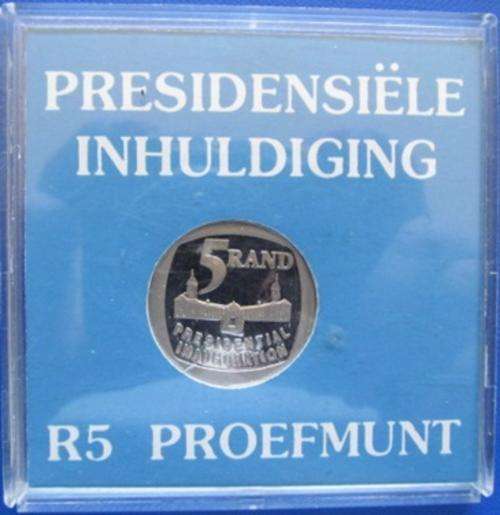 PRESIDENSIËLE
INHULDIGING
5 RAND
PRESIDENTIAL
INAUGURATION
R5 PROEFMUNT